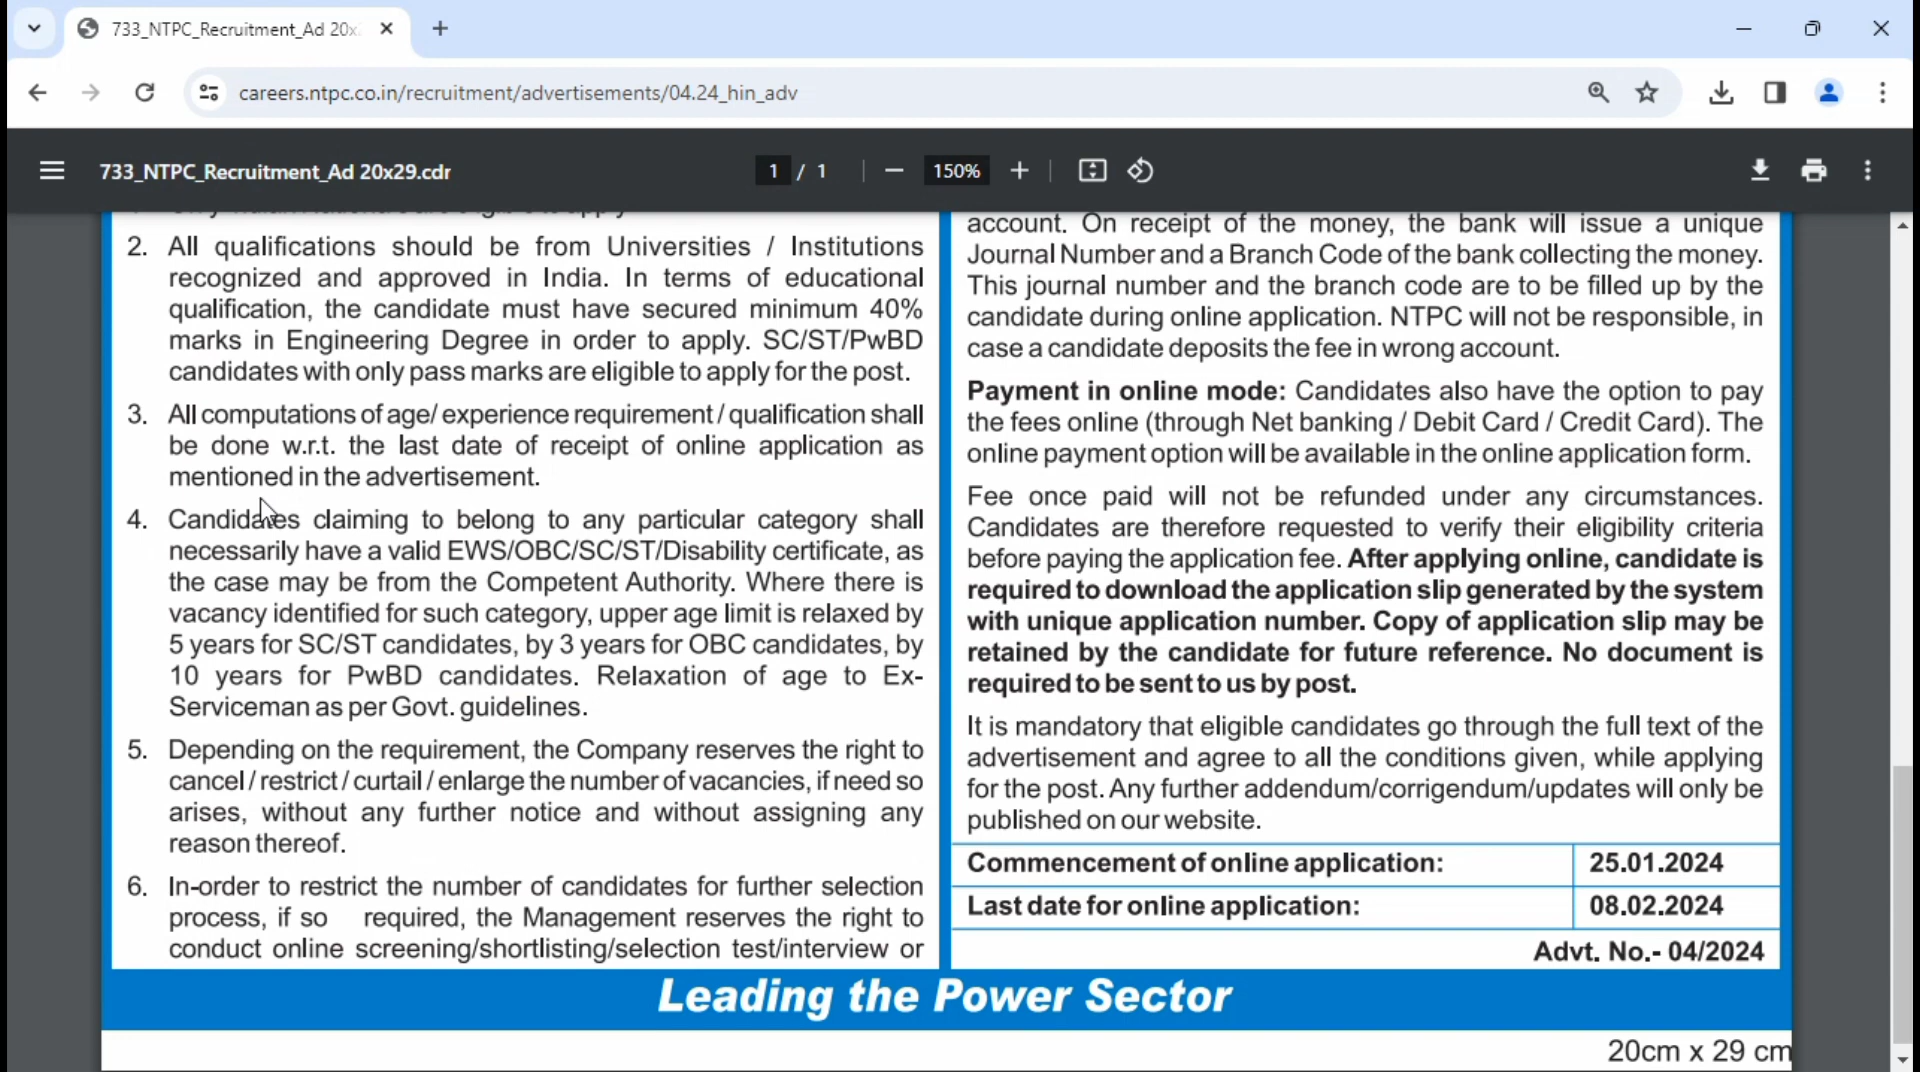 733_NTPC_Recruitment_Ad 20x
careers.ntpc.co.in/recruitment/advertisements/04.24_hin_adv
733_NTPC_Recruitment_Ad 20x29.cdr
1 / 1
150%
2. All qualifications should be from Universities / Institutions
recognized and approved in India. In terms of educational
qualification, the candidate must have secured minimum 40%
marks in Engineering Degree in order to apply. SC/ST/PwBD
candidates with only pass marks are eligible to apply for the post.
3. All computations of age/ experience requirement / qualification shall
be done w.r.t. the last date of receipt of online application as
mentioned in the advertisement.
4. Candidates claiming to belong to any particular category shall
necessarily have a valid EWS/OBC/SC/ST/Disability certificate, as
the case may be from the Competent Authority. Where there is
vacancy identified for such category, upper age limit is relaxed by
5 years for SC/ST candidates, by 3 years for OBC candidates, by
10 years for PwBD candidates. Relaxation of age to Ex-
Serviceman as per Govt. guidelines.
5. Depending on the requirement, the Company reserves the right to
cancel / restrict / curtail / enlarge the number of vacancies, if need so
arises, without any further notice and without assigning any
reason thereof.
6. In-order to restrict the number of candidates for further selection
process, if so required, the Management reserves the right to
conduct online screening/shortlisting/selection test/interview or
account. On receipt of the money, the bank will issue a unique
Journal Number and a Branch Code of the bank collecting the money.
This journal number and the branch code are to be filled up by the
candidate during online application. NTPC will not be responsible, in
case a candidate deposits the fee in wrong account.
Payment in online mode: Candidates also have the option to pay
the fees online (through Net banking / Debit Card / Credit Card). The
online payment option will be available in the online application form.
Fee once paid will not be refunded under any circumstances.
Candidates are therefore requested to verify their eligibility criteria
before paying the application fee. After applying online, candidate is
required to download the application slip generated by the system
with unique application number. Copy of application slip may be
retained by the candidate for future reference. No document is
required to be sent to us by post.
It is mandatory that eligible candidates go through the full text of the
advertisement and agree to all the conditions given, while applying
for the post. Any further addendum/corrigendum/updates will only be
published on our website.
Commencement of online application: 25.01.2024
Last date for online application: 08.02.2024
Advt. No.- 04/2024
Leading the Power Sector
20cm x 29 cm